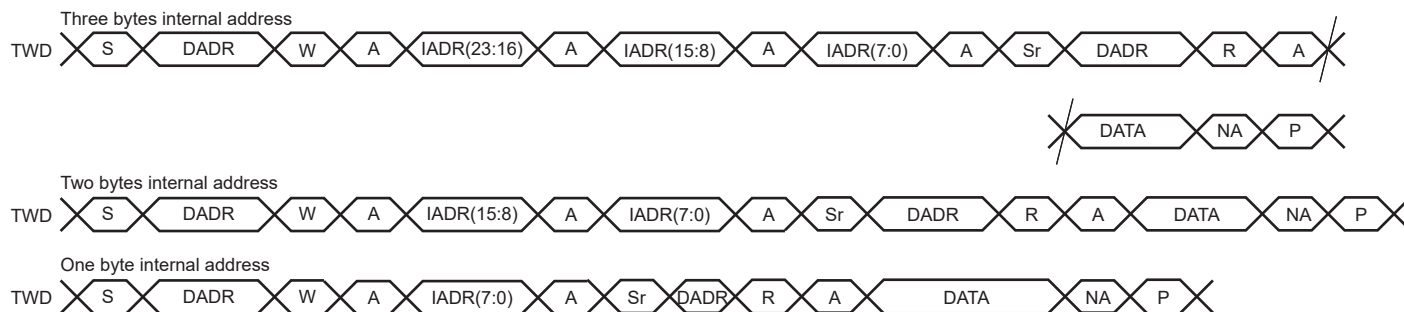 Three bytes internal address
TWD S DADR W A IADR(23:16) A IADR(15:8) A IADR(7:0) A Sr DADR R A
DATA NA P
Two bytes internal address
TWD S DADR W A IADR(15:8) A IADR(7:0) A Sr DADR R A DATA NA P
One byte internal address
TWD S DADR W A IADR(7:0) A Sr DADR R A DATA NA P